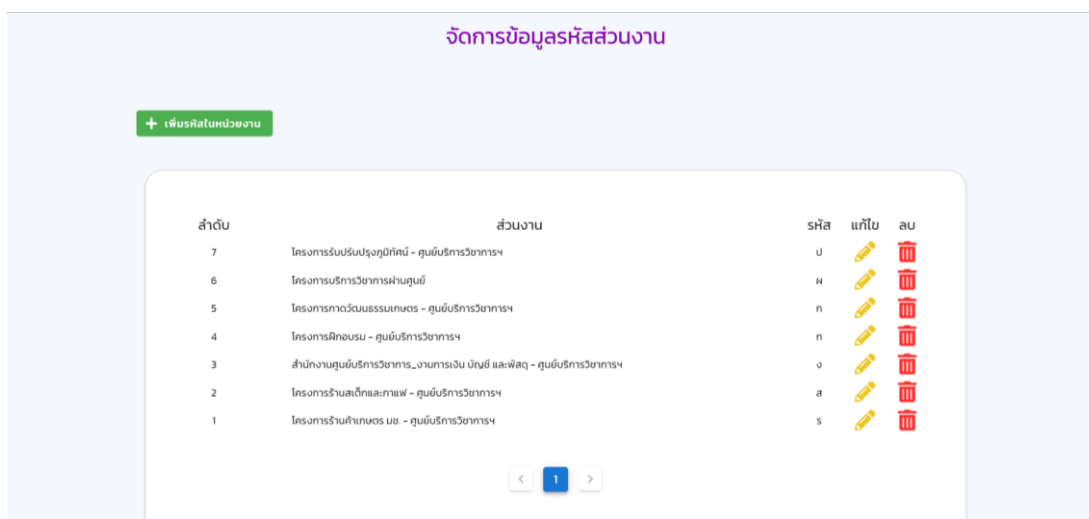 จัดการข้อมูลรหัสส่วนงาน
+ เพิ่มรหัสในหน่วยงาน
ลำดับ ส่วนงาน รหัส แก้ไข ลบ
7 โครงการรับปรับปรุงภูมิทัศน์ - ศูนย์บริการวิชาการฯ ป
6 โครงการบริการวิชาการผ่านศูนย์ ผ
5 โครงการกาดวัฒนธรรมเกษตร - ศูนย์บริการวิชาการฯ ก
4 โครงการฝึกอบรม - ศูนย์บริการวิชาการฯ ก
3 สำนักงานศูนย์บริการวิชาการ_งานการเงิน บัญชี และพัสดุ - ศูนย์บริการวิชาการฯ ง
2 โครงการร้านสเต็กและกาแฟ - ศูนย์บริการวิชาการฯ ส
1 โครงการร้านค้าเกษตร มช. - ศูนย์บริการวิชาการฯ ร
< 1 >